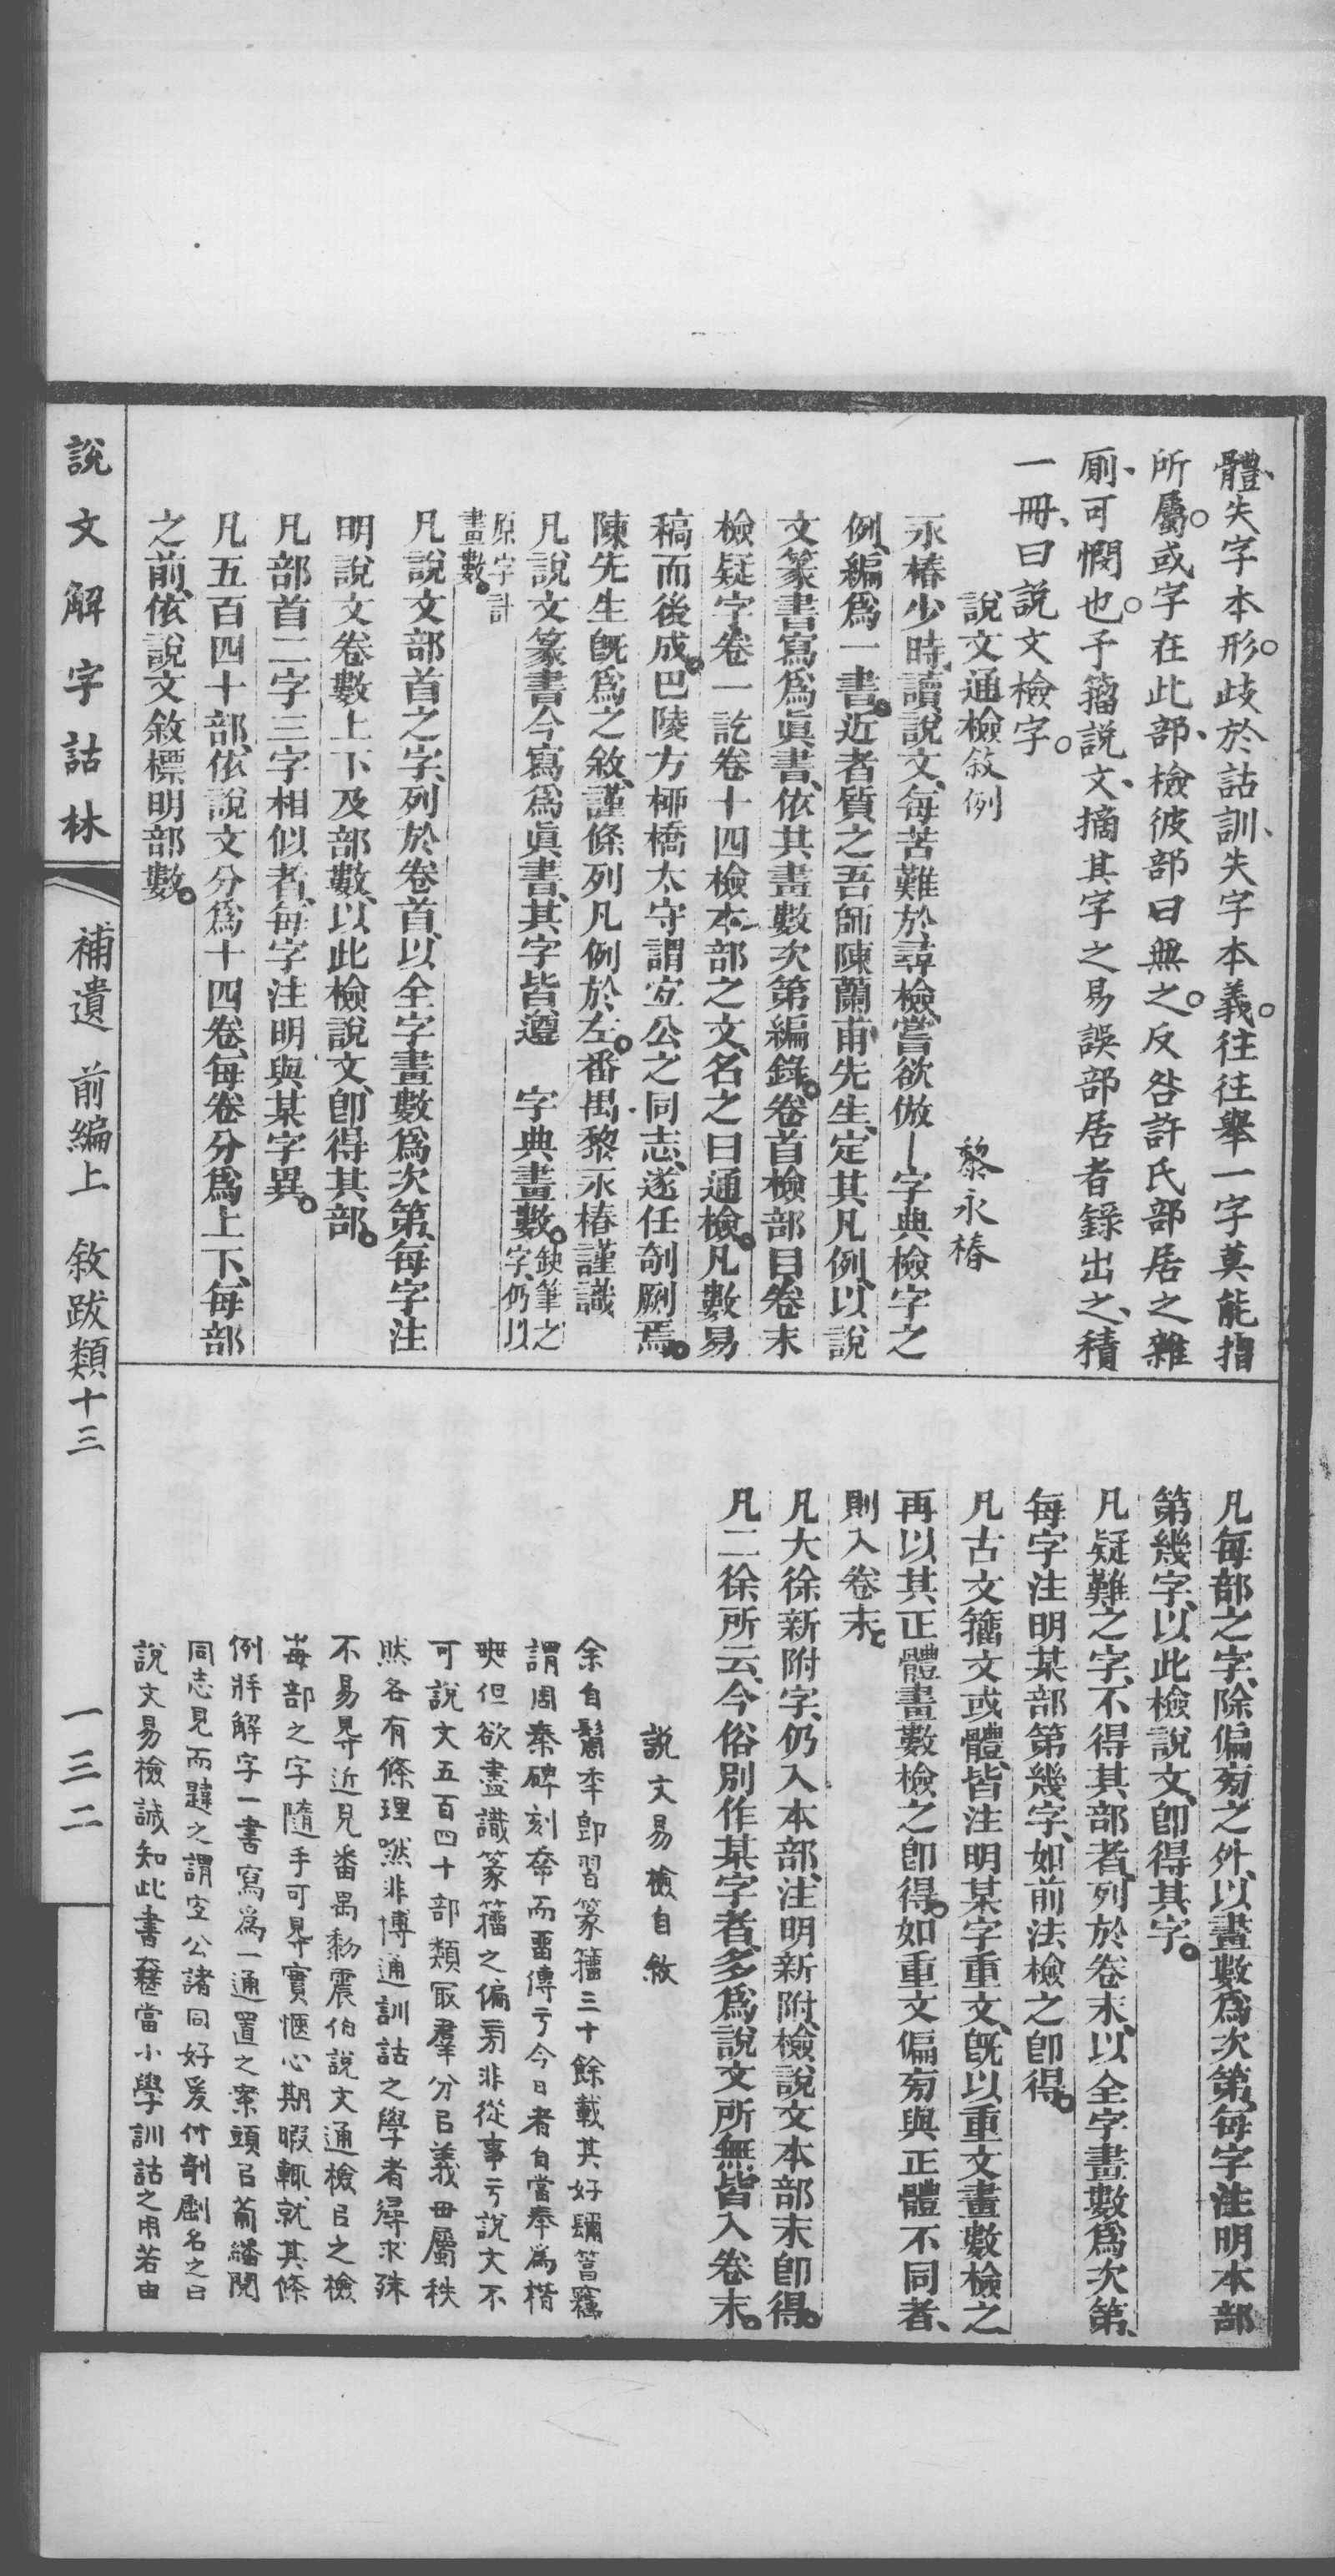 體、失字本形。歧於詁訓、失字本義。往往舉一字莫能指
所屬。或字在此部、檢彼部曰無之。反咎許氏部居之雜
厠、可憫也。予籀說文、摘其字之易誤部居者錄出之、積
一冊、曰說文檢字。
說文通檢敘例　黎永椿
永椿少時、讀說文、每苦難於尋檢、嘗欲倣　字典檢字之
例、編爲一書。近者質之吾師陳蘭甫先生、定其凡例、以說
文篆書寫爲眞書、依其畫數次第編錄。卷首檢部目、卷末
檢疑字、卷一訖卷十四檢本部之文、名之曰通檢。凡數易
稿而後成。巴陵方柳橋太守謂宜公之同志、遂任剞劂焉。
陳先生旣爲之敘、謹條列凡例於左。番禺黎永椿謹識
凡說文篆書今寫爲眞書、其字皆遵　字典畫數。缺筆之字、仍以
原字計畫數。
凡說文部首之字、列於卷首、以全字畫數爲次第、每字注
明說文卷數上下及部數、以此檢說文、卽得其部。
凡部首二字三字相似者、每字注明與某字異。
凡五百四十部、依說文分爲十四卷、每卷分爲上下、每部
之前、依說文敘標明部數。
凡每部之字、除偏旁之外、以畫數爲次第、每字注明本部
第幾字、以此檢說文、卽得其字。
凡疑難之字、不得其部者、列於卷末、以全字畫數爲次第、
每字注明某部第幾字、如前法檢之卽得。
凡古文籀文或體、皆注明某字重文、旣以重文畫數檢之
再以其正體畫數檢之卽得。如重文偏旁與正體不同者、
則入卷末。
凡大徐新附字、仍入本部、注明新附、檢說文本部末卽得。
凡二徐所云、今俗別作某字者、多爲說文所無、皆入卷末。
說文易檢自敘
余自髫年卽習篆籀三十餘載其好彌篤竊
謂周秦碑刻存而畱傳于今日者自當奉爲楷
但欲盡識篆籀之偏旁非從事于說文不
可說文五百四十部類聚羣分㠯義毌屬秩
然各有條理然非博通訓詁之學者尋求殊
不易得近見番禺黎震伯說文通檢㠯之檢
每部之字隨手可得實愜心期暇輒就其條
例將解字一書寫爲一通置之案頭㠯葡繙閱
同志見而韙之謂宜公諸同好爰付剞劂名之曰
說文易檢誠知此書難當小學訓詁之用若由
說文解字詁林　補遺　前編上　敘跋類十三　一三二